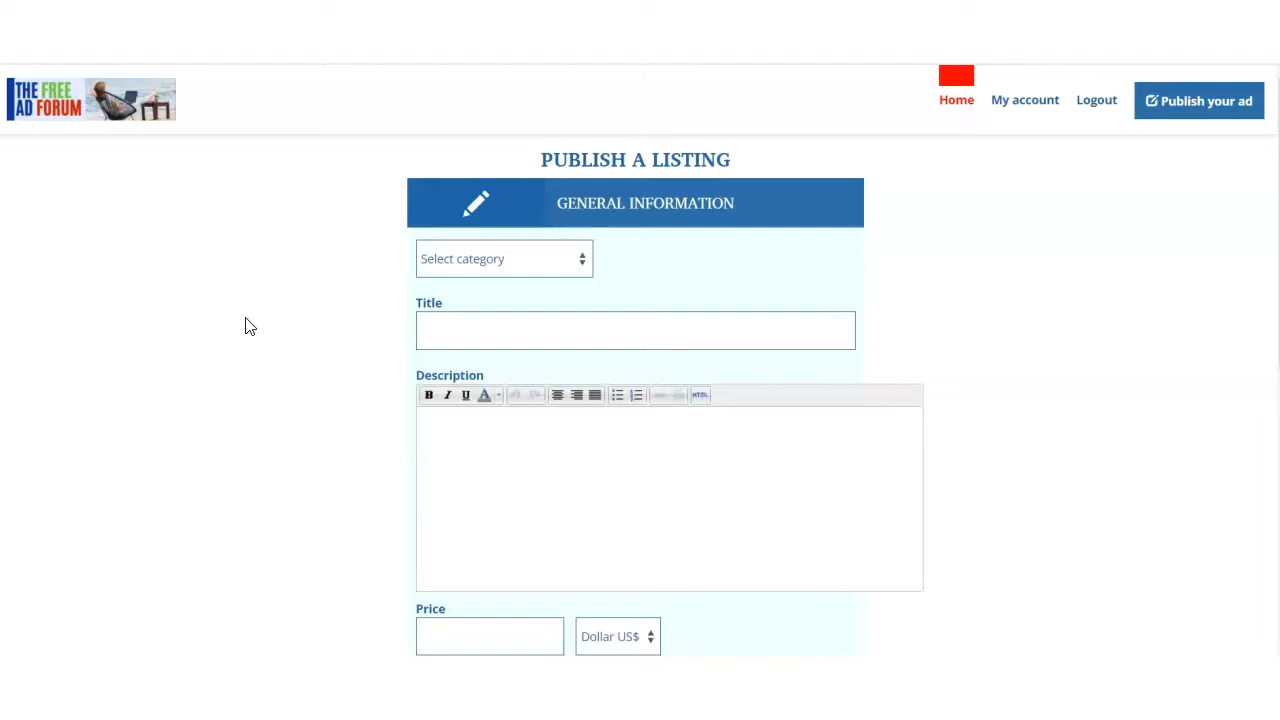 THE FREE
AD FORUM
Home
My account
Logout
Publish your ad
PUBLISH A LISTING
GENERAL INFORMATION
Select category
Title
Description
B I U A HTML
Price
Dollar US$